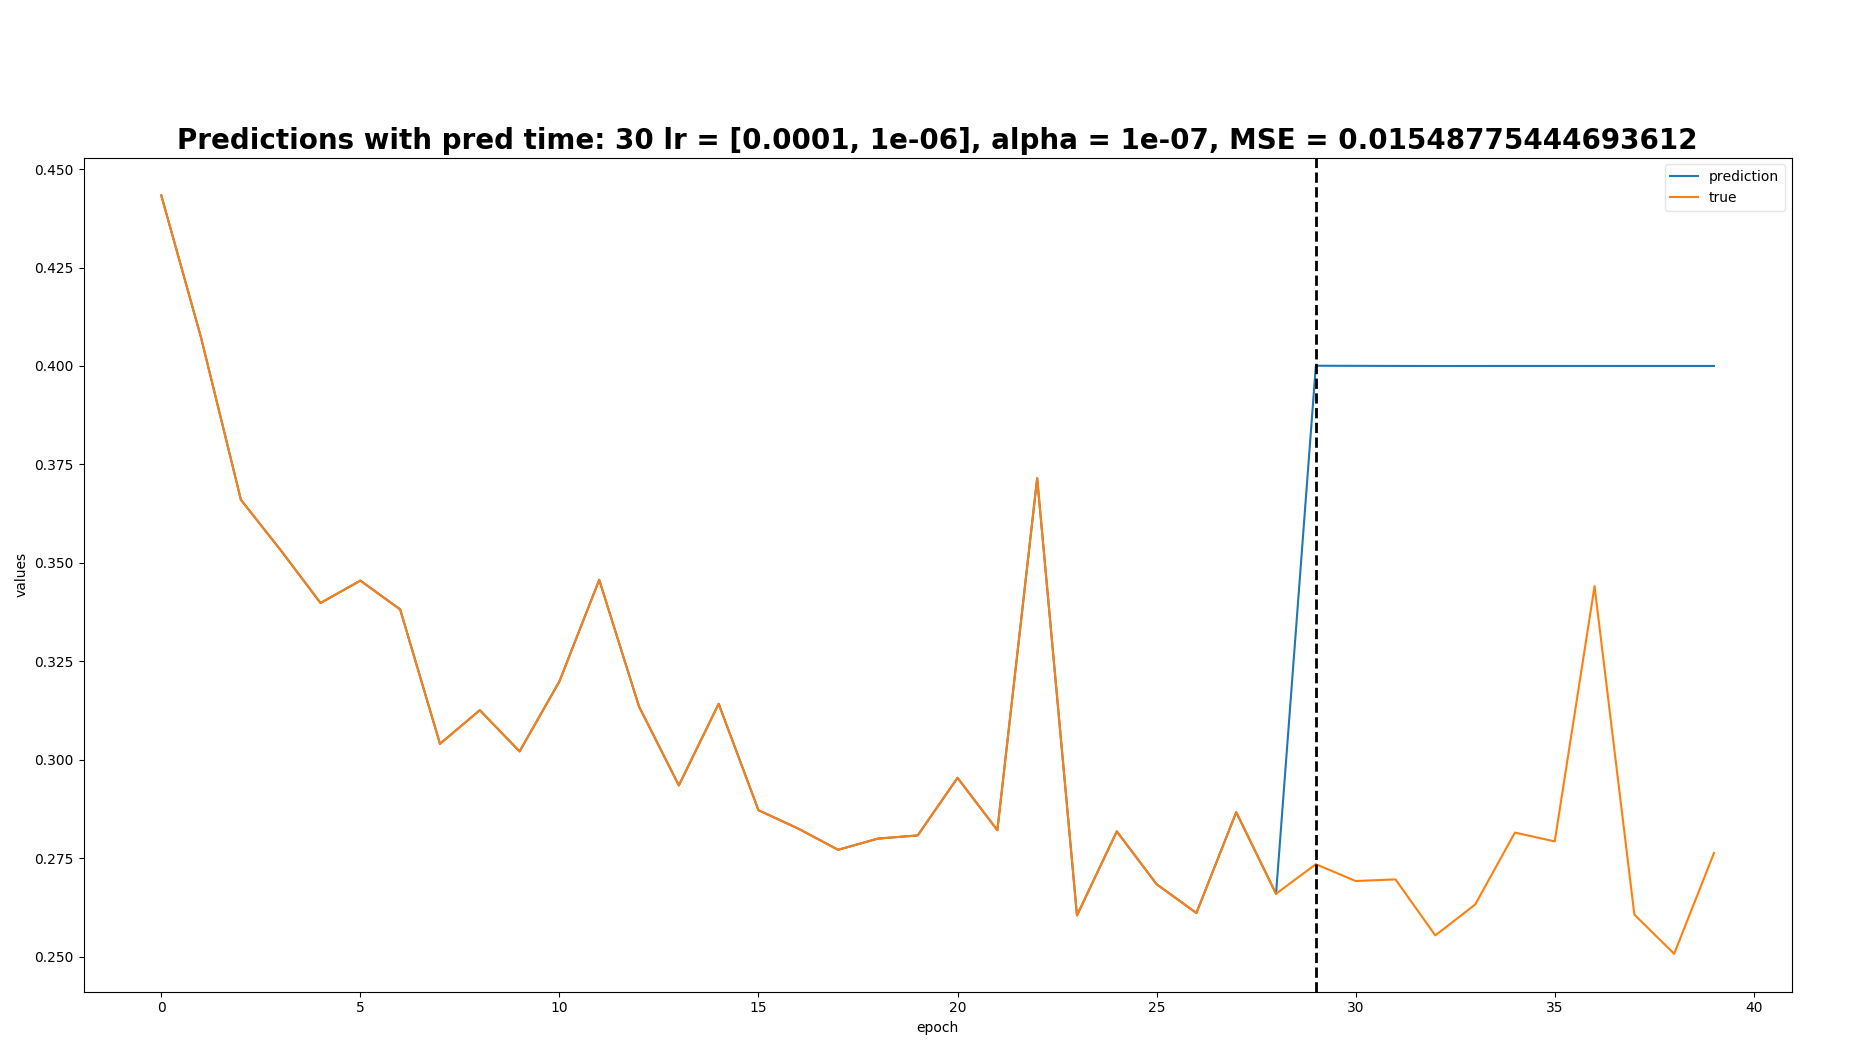 Predictions with pred time: 30 lr = [0.0001, 1e-06], alpha = 1e-07, MSE = 0.01548775444693612
prediction
true
0.450
0.425
0.400
0.375
0.350
0.325
0.300
0.275
0.250
values
0 5 10 15 20 25 30 35 40
epoch